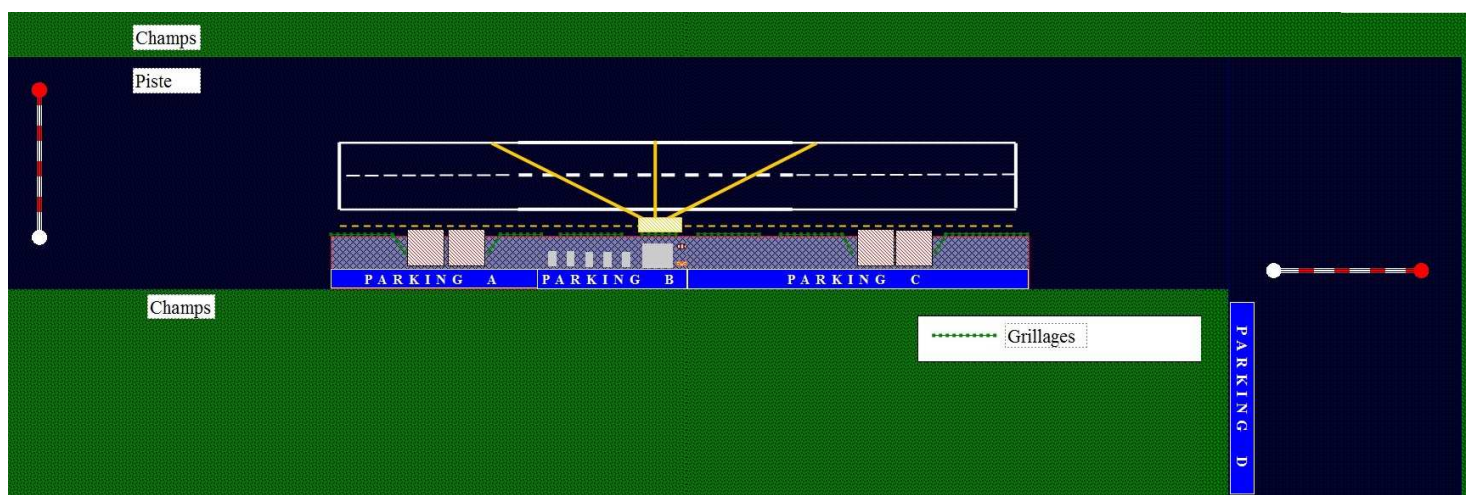 Champs
Piste
PARKING A
PARKING B
PARKING C
Champs
Grillages
PARKING D